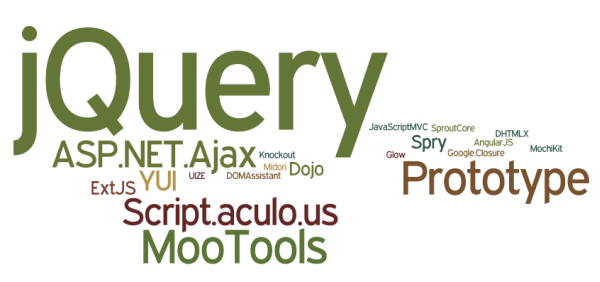 jQuery
JavaScriptMVC SproutCore
DHTMLX
Spry AngularJS
MochiKit
Glow Google.Closure
ASP.NET.Ajax Knockout
Midori Dojo
Prototype
ExtJS YUI UIZE DOMAssistant
Script.aculo.us
MooTools